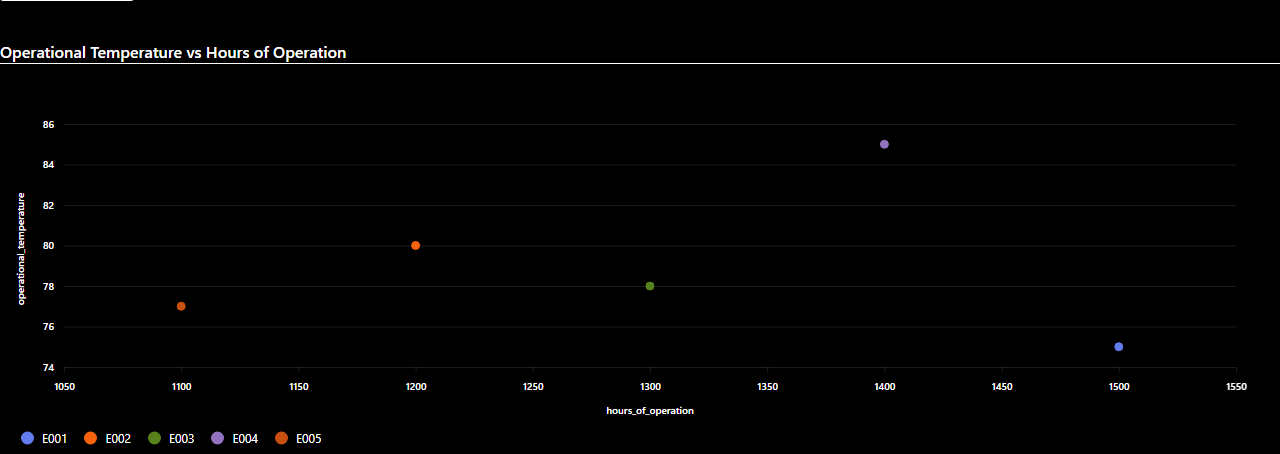 Operational Temperature vs Hours of Operation
86
84
82
80
78
76
74
operational_temperature
1050 1100 1150 1200 1250 1300 1350 1400 1450 1500 1550
hours_of_operation
E001 E002 E003 E004 E005